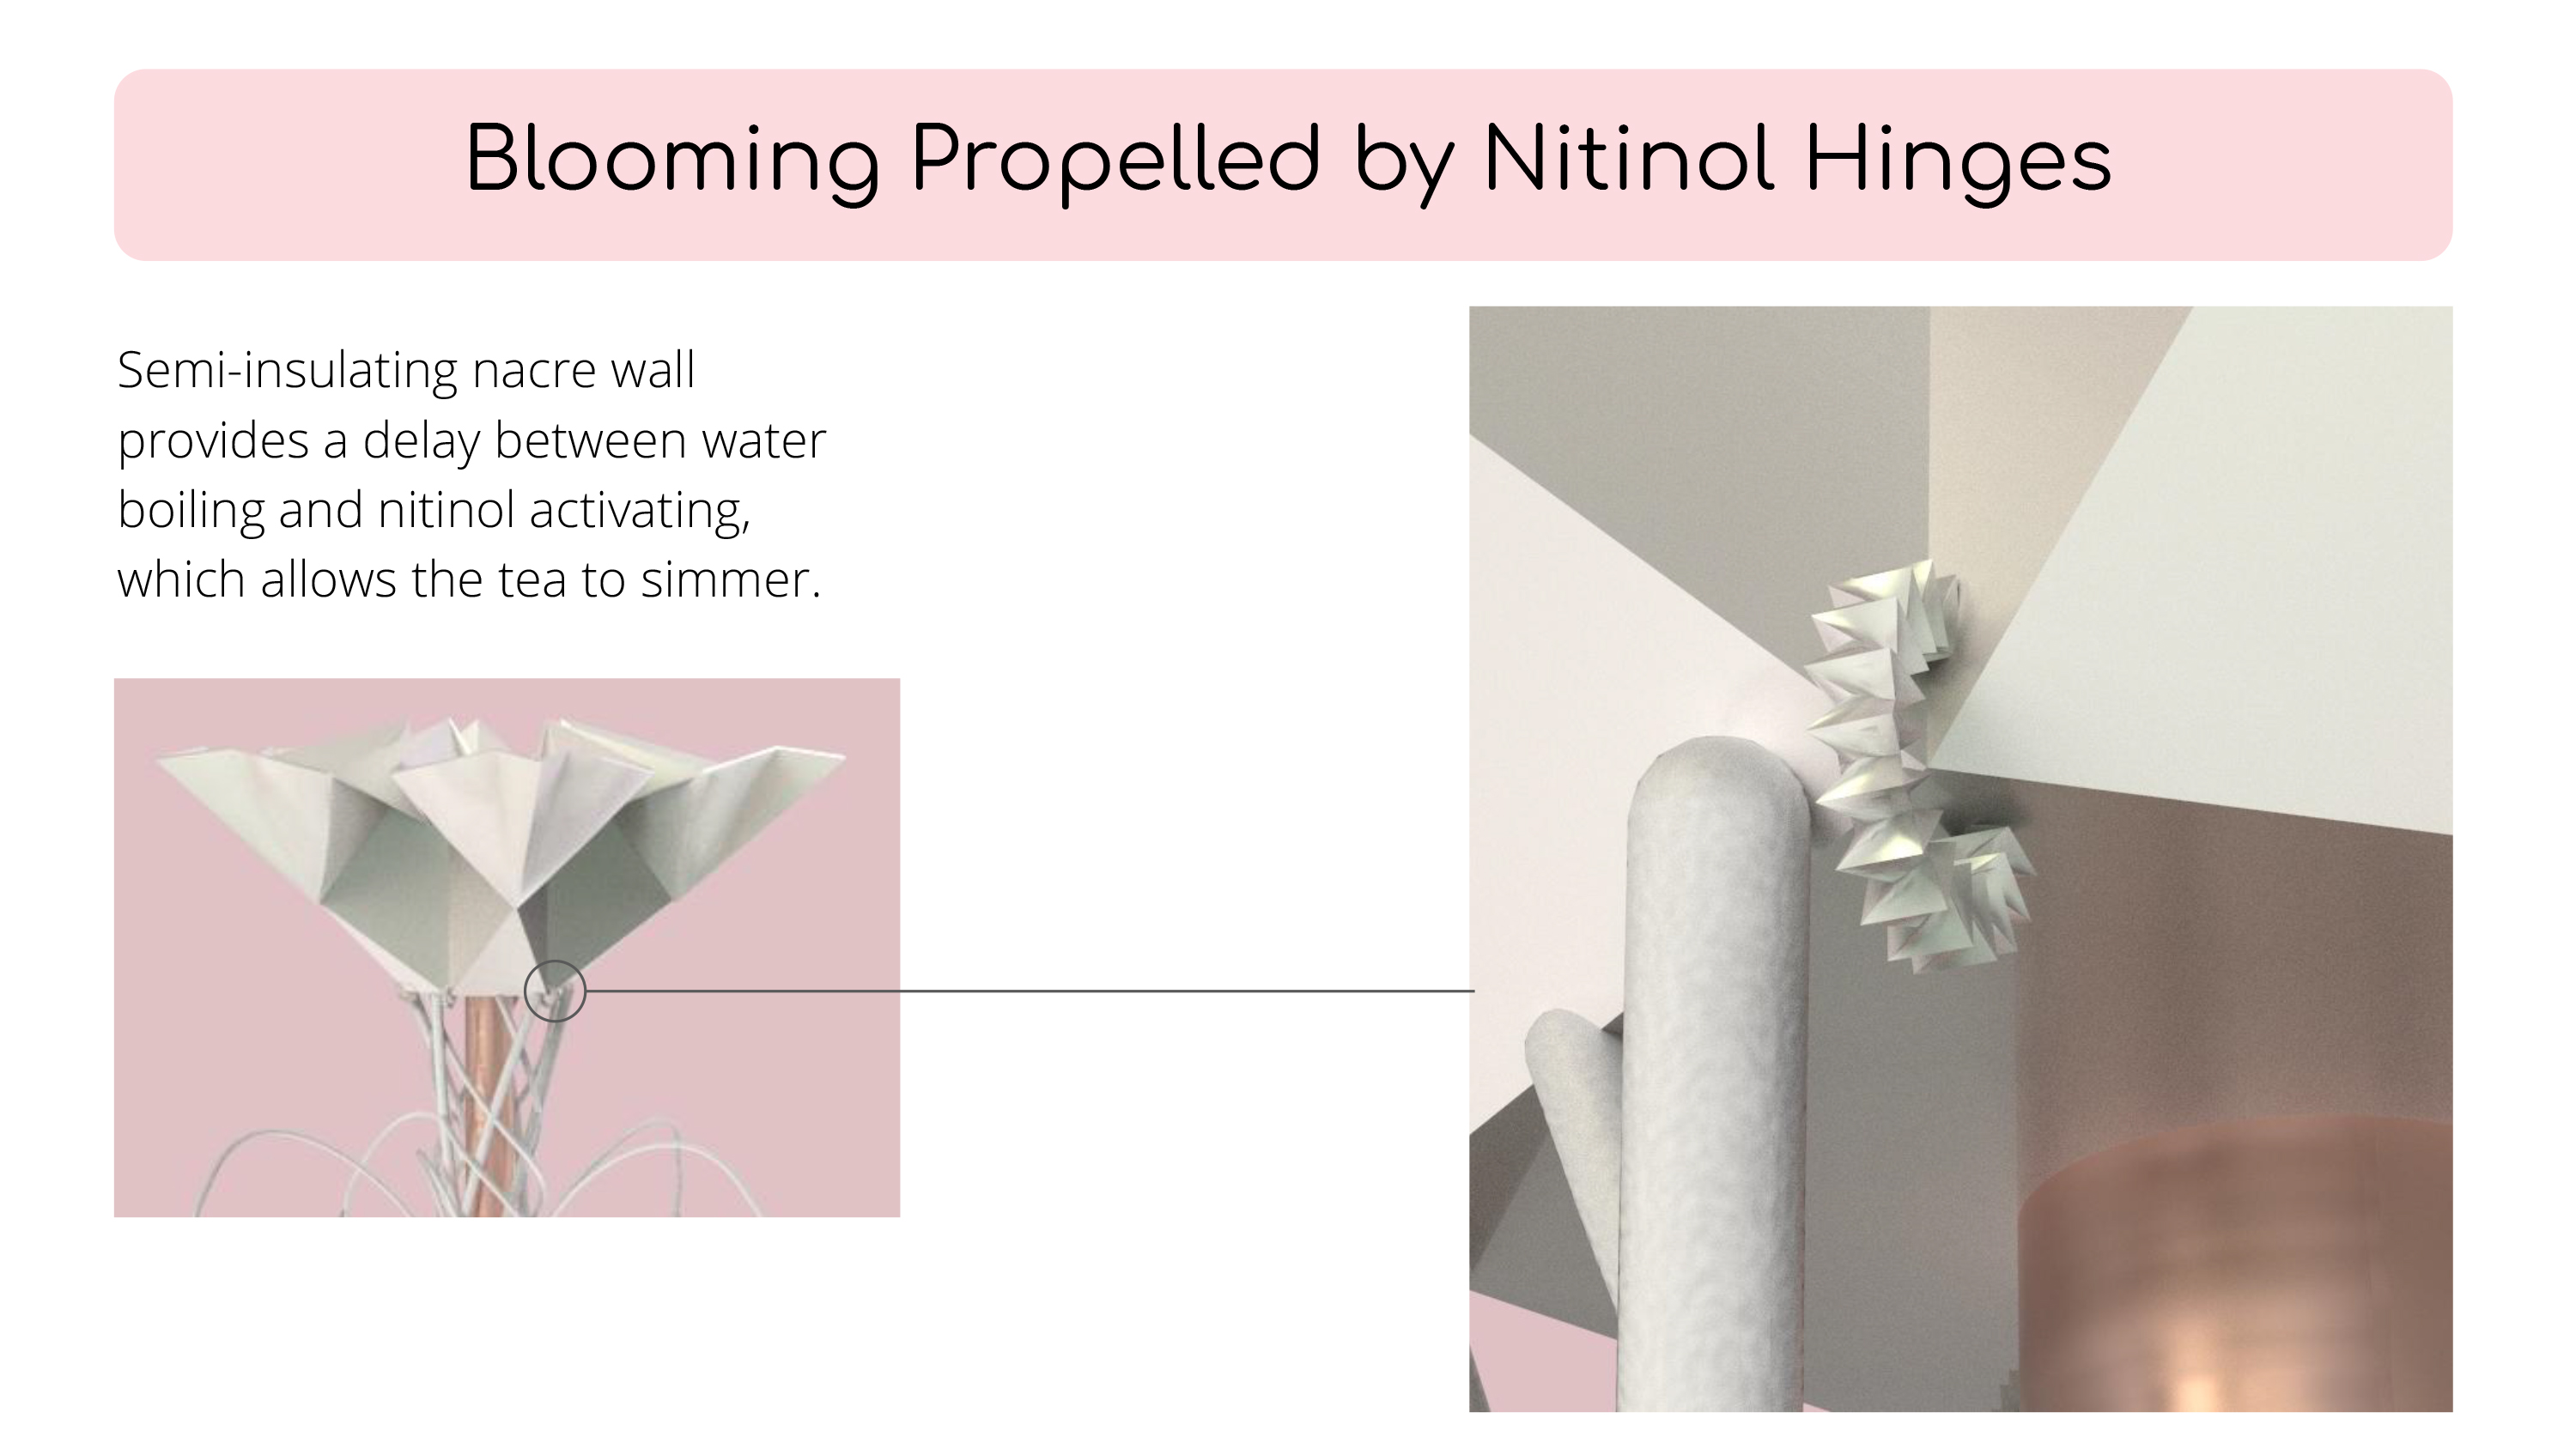 Blooming Propelled by Nitinol Hinges
Semi-insulating nacre wall
provides a delay between water
boiling and nitinol activating,
which allows the tea to simmer.